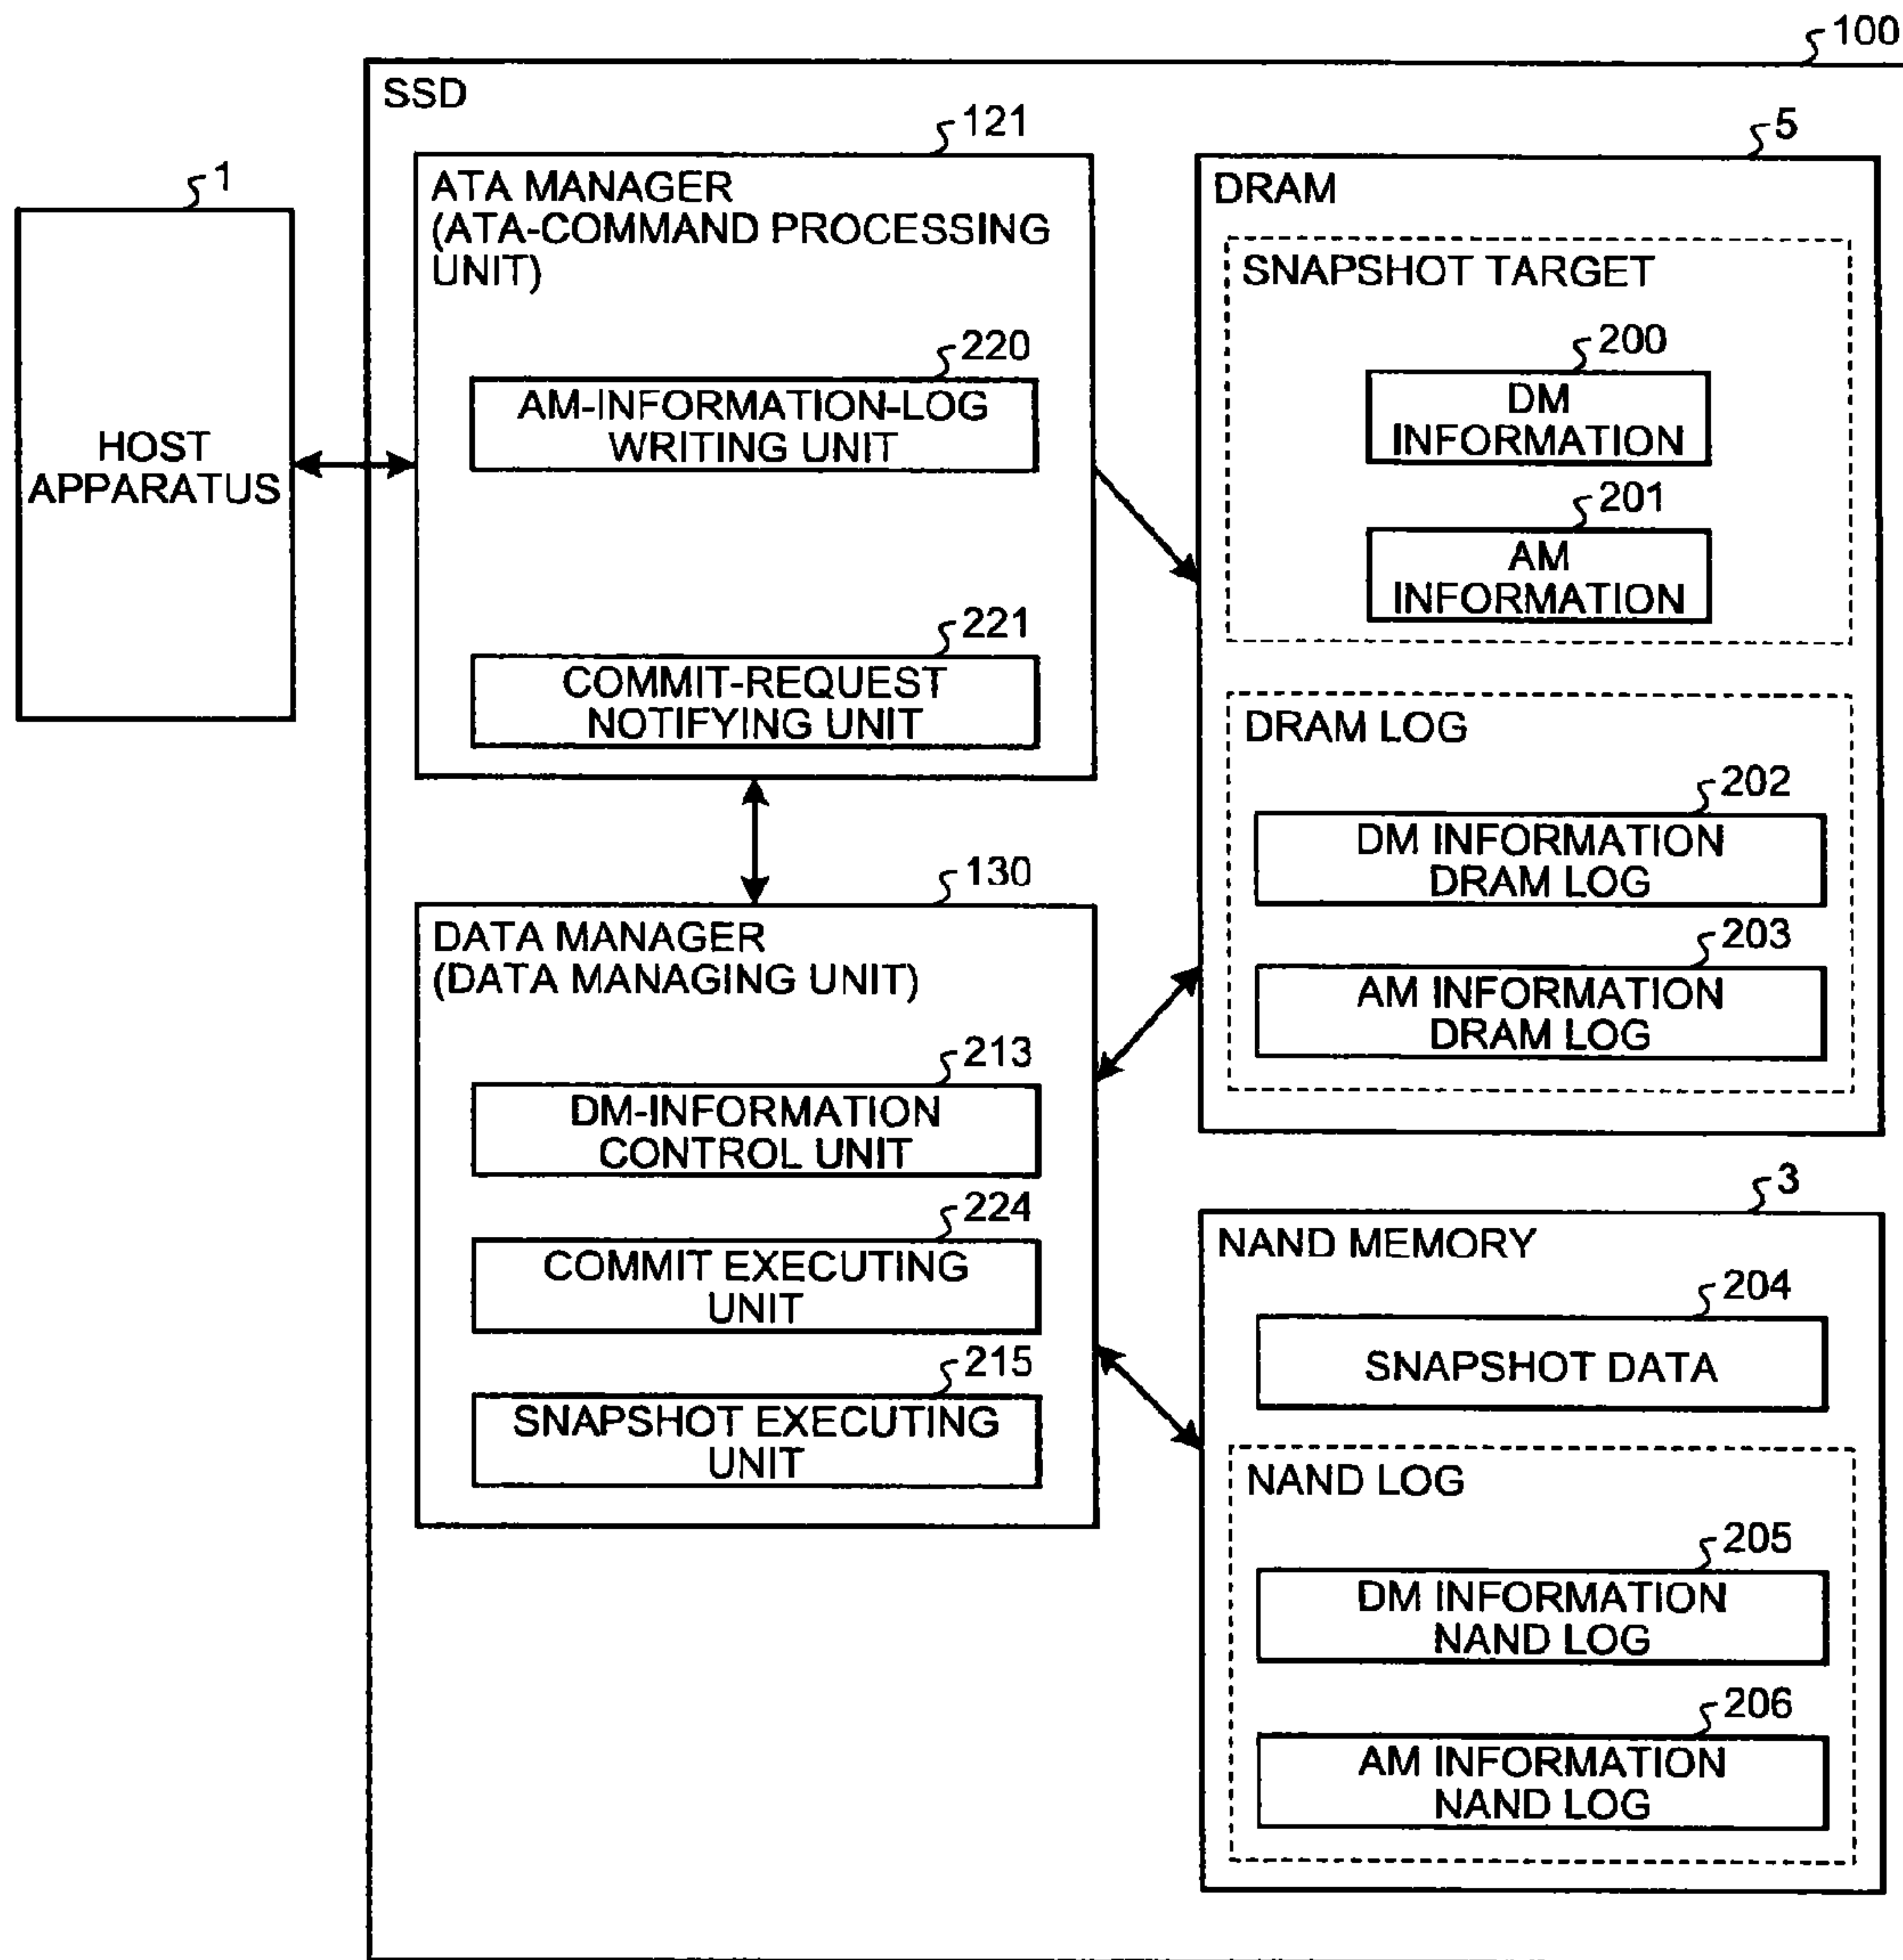 100
SSD
1
HOST
APPARATUS
121
ATA MANAGER
(ATA-COMMAND PROCESSING
UNIT)
220
AM-INFORMATION-LOG
WRITING UNIT
221
COMMIT-REQUEST
NOTIFYING UNIT
130
DATA MANAGER
(DATA MANAGING UNIT)
213
DM-INFORMATION
CONTROL UNIT
224
COMMIT EXECUTING
UNIT
215
SNAPSHOT EXECUTING
UNIT
5
DRAM
SNAPSHOT TARGET
200
DM
INFORMATION
201
AM
INFORMATION
DRAM LOG
202
DM INFORMATION
DRAM LOG
203
AM INFORMATION
DRAM LOG
3
NAND MEMORY
204
SNAPSHOT DATA
NAND LOG
205
DM INFORMATION
NAND LOG
206
AM INFORMATION
NAND LOG